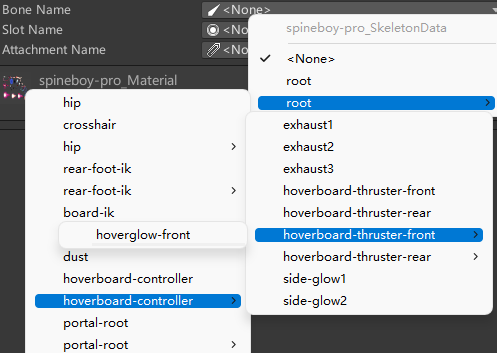 Bone Name
<None>
Slot Name
<None>
Attachment Name
<None>
spineboy-pro_Material
spineboy-pro_SkeletonData
<None>
root
root
hip
crosshair
hip
rear-foot-ik
rear-foot-ik
board-ik
hoverglow-front
dust
hoverboard-controller
hoverboard-controller
portal-root
portal-root
exhaust1
exhaust2
exhaust3
hoverboard-thruster-front
hoverboard-thruster-rear
hoverboard-thruster-front
hoverboard-thruster-rear
side-glow1
side-glow2